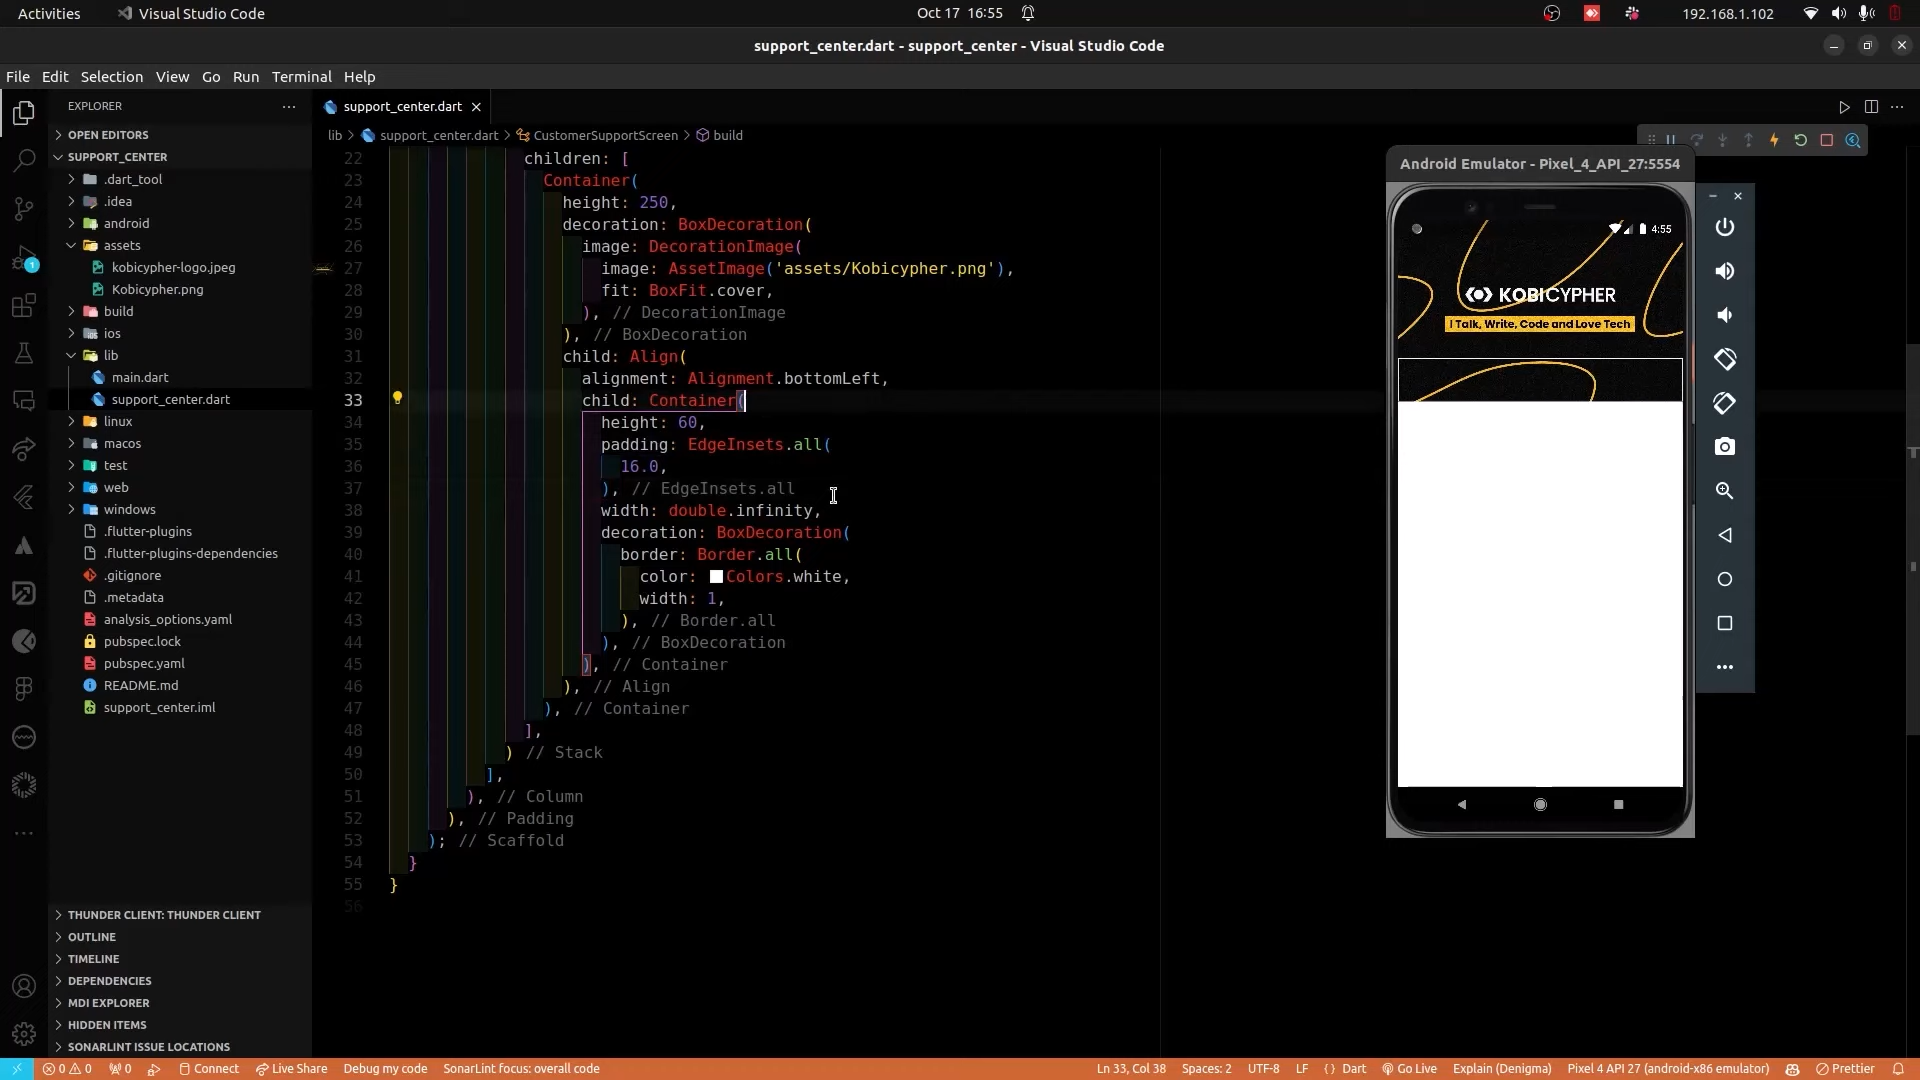 Activities
Visual Studio Code
Oct 17 16:55
192.168.1.102
support_center.dart - support_center - Visual Studio Code
File Edit Selection View Go Run Terminal Help
EXPLORER
OPEN EDITORS
SUPPORT_CENTER
.dart_tool
.idea
android
assets
kobicypher-logo.jpeg
Kobicypher.png
build
ios
lib
main.dart
support_center.dart
linux
macos
test
web
windows
.flutter-plugins
.flutter-plugins-dependencies
.gitignore
.metadata
analysis_options.yaml
pubspec.lock
pubspec.yaml
README.md
support_center.iml
THUNDER CLIENT: THUNDER CLIENT
OUTLINE
TIMELINE
DEPENDENCIES
MDI EXPLORER
HIDDEN ITEMS
SONARLINT ISSUE LOCATIONS
1
support_center.dart
lib > support_center.dart > CustomerSupportScreen > build
22 children: [
23 Container(
24 height: 250,
25 decoration: BoxDecoration(
26 image: DecorationImage(
27 image: AssetImage('assets/Kobicypher.png'),
28 fit: BoxFit.cover,
29 ), // DecorationImage
30 ), // BoxDecoration
31 child: Align(
32 alignment: Alignment.bottomLeft,
33 child: Container(
34 height: 60,
35 padding: EdgeInsets.all(
36 16.0,
37 ), // EdgeInsets.all
38 width: double.infinity,
39 decoration: BoxDecoration(
40 border: Border.all(
41 color: Colors.white,
42 width: 1,
43 ), // Border.all
44 ), // BoxDecoration
45 ), // Container
46 ), // Align
47 ), // Container
48 ],
49 ) // Stack
50 ],
51 ), // Column
52 ), // Padding
53 ); // Scaffold
54 }
55 }
56
Android Emulator - Pixel_4_API_27:5554
4:55
KOBICYPHER
I Talk, Write, Code and Love Tech
0 0 0 Connect Live Share Debug my code SonarLint focus: overall code
Ln 33, Col 38 Spaces: 2 UTF-8 LF { } Dart Go Live Explain (Denigma) Pixel 4 API 27 (android-x86 emulator) Prettier